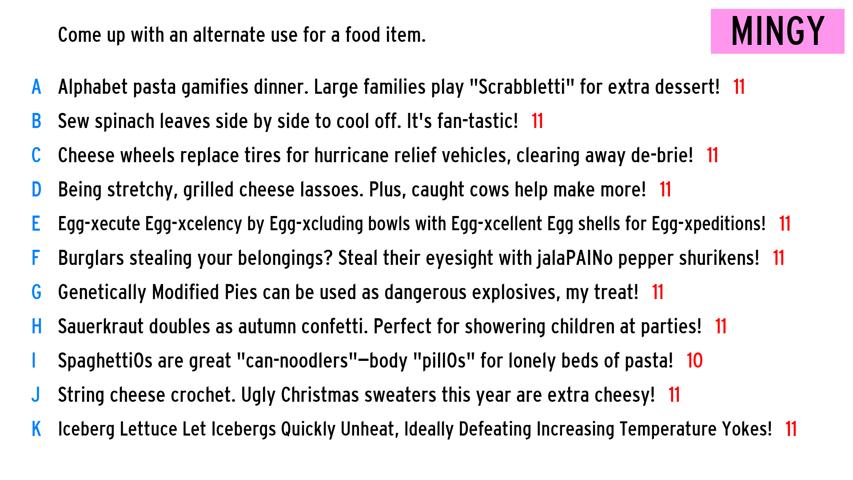 Come up with an alternate use for a food item.
MINGY
A Alphabet pasta gamifies dinner. Large families play "Scrabbletti" for extra dessert! 11
B Sew spinach leaves side by side to cool off. It's fan-tastic! 11
C Cheese wheels replace tires for hurricane relief vehicles, clearing away de-brie! 11
D Being stretchy, grilled cheese lassoes. Plus, caught cows help make more! 11
E Egg-xecute Egg-xcelency by Egg-xcluding bowls with Egg-xcellent Egg shells for Egg-xpeditions! 11
F Burglars stealing your belongings? Steal their eyesight with jalaPAINo pepper shurikens! 11
G Genetically Modified Pies can be used as dangerous explosives, my treat! 11
H Sauerkraut doubles as autumn confetti. Perfect for showering children at parties! 11
I SpaghettiOs are great "can-noodlers"—body "pillOs" for lonely beds of pasta! 10
J String cheese crochet. Ugly Christmas sweaters this year are extra cheesy! 11
K Iceberg Lettuce Let Icebergs Quickly Unheat, Ideally Defeating Increasing Temperature Yokes! 11